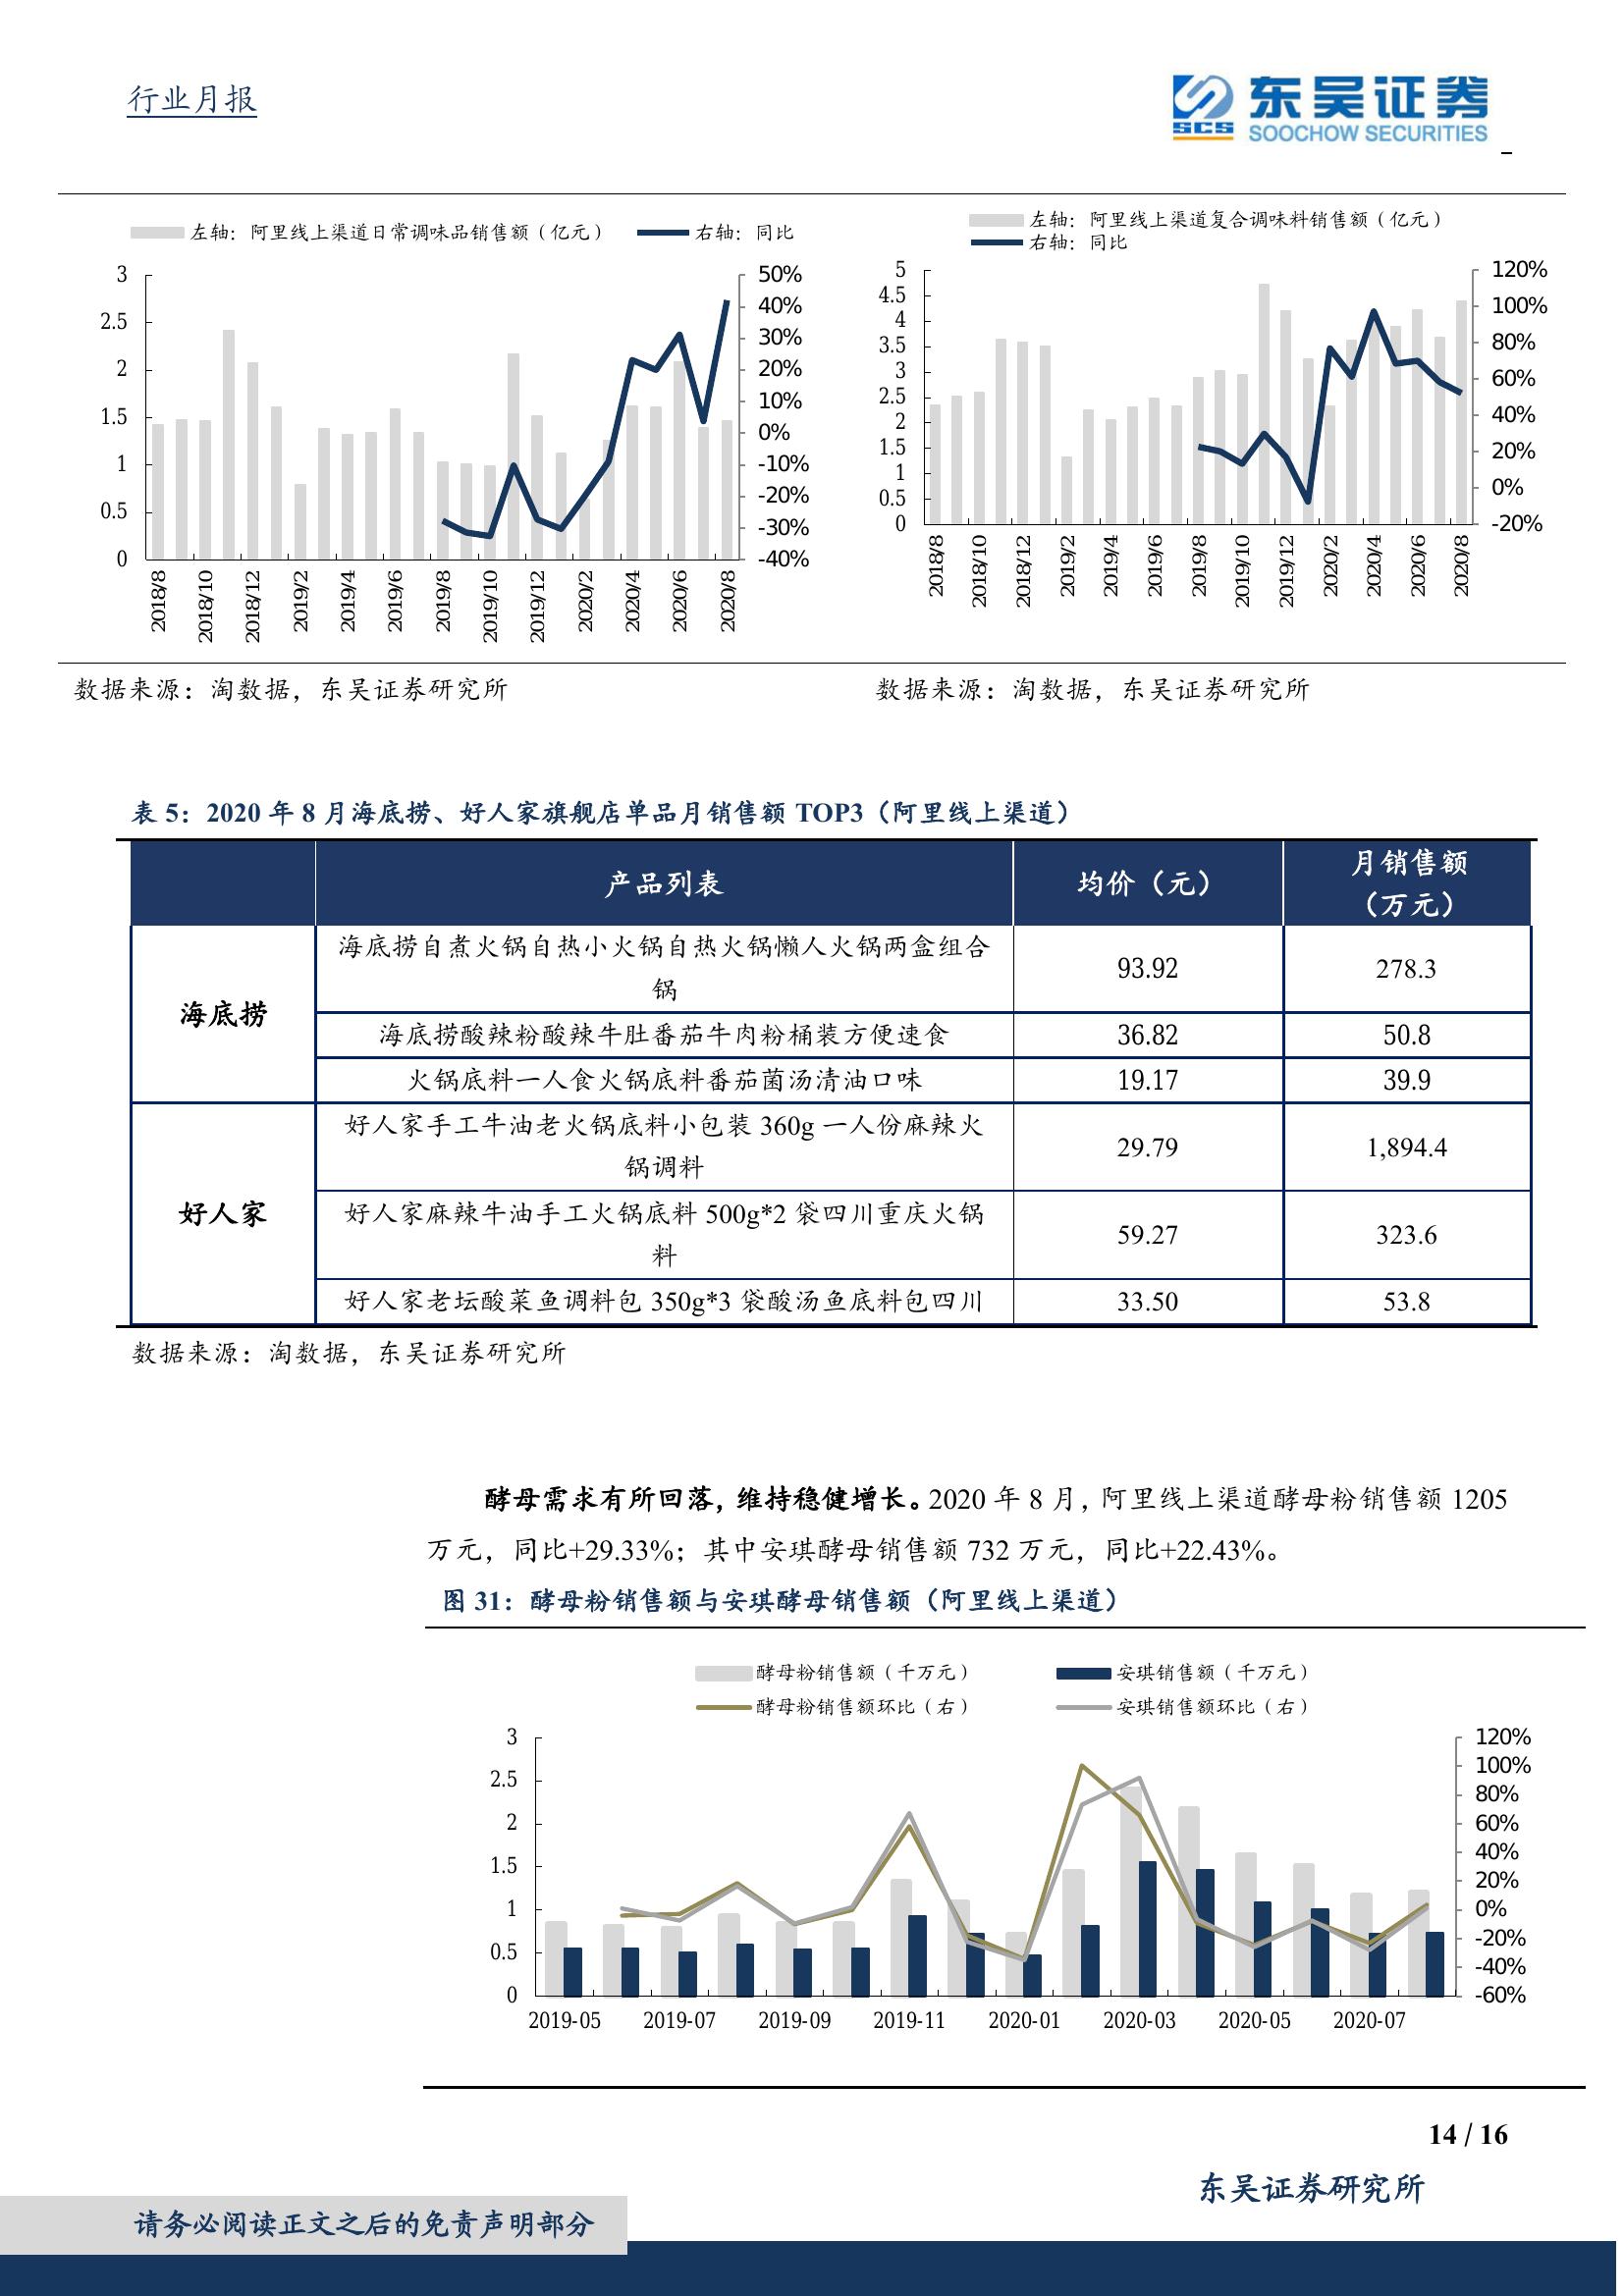 行业月报
SCS
东吴证券
SOOCHOW SECURITIES
左轴：阿里线上渠道日常调味品销售额（亿元） 右轴：同比
3
2.5
2
1.5
1
0.5
0
50%
40%
30%
20%
10%
0%
-10%
-20%
-30%
-40%
2018/8 2018/10 2018/12 2019/2 2019/4 2019/6 2019/8 2019/10 2019/12 2020/2 2020/4 2020/6 2020/8
左轴：阿里线上渠道复合调味料销售额（亿元）
右轴：同比
5
4.5
4
3.5
3
2.5
2
1.5
1
0.5
0
120%
100%
80%
60%
40%
20%
0%
-20%
2018/8 2018/10 2018/12 2019/2 2019/4 2019/6 2019/8 2019/10 2019/12 2020/2 2020/4 2020/6 2020/8
数据来源：淘数据，东吴证券研究所
数据来源：淘数据，东吴证券研究所
表 5：2020 年 8 月海底捞、好人家旗舰店单品月销售额 TOP3（阿里线上渠道）
产品列表 均价（元） 月销售额
（万元）
海底捞
海底捞自煮火锅自热小火锅自热火锅懒人火锅两盒组合
锅
93.92 278.3
海底捞酸辣粉酸辣牛肚番茄牛肉粉桶装方便速食 36.82 50.8
火锅底料一人食火锅底料番茄菌汤清油口味 19.17 39.9
好人家
好人家手工牛油老火锅底料小包装 360g 一人份麻辣火
锅调料
29.79 1,894.4
好人家麻辣牛油手工火锅底料 500g*2 袋四川重庆火锅
料
59.27 323.6
好人家老坛酸菜鱼调料包 350g*3 袋酸汤鱼底料包四川 33.50 53.8
数据来源：淘数据，东吴证券研究所
酵母需求有所回落，维持稳健增长。2020 年 8 月，阿里线上渠道酵母粉销售额 1205
万元，同比+29.33%；其中安琪酵母销售额 732 万元，同比+22.43%。
图 31：酵母粉销售额与安琪酵母销售额（阿里线上渠道）
酵母粉销售额（千万元） 安琪销售额（千万元）
酵母粉销售额环比（右） 安琪销售额环比（右）
3
2.5
2
1.5
1
0.5
0
120%
100%
80%
60%
40%
20%
0%
-20%
-40%
-60%
2019-05 2019-07 2019-09 2019-11 2020-01 2020-03 2020-05 2020-07
14 / 16
东吴证券研究所
请务必阅读正文之后的免责声明部分